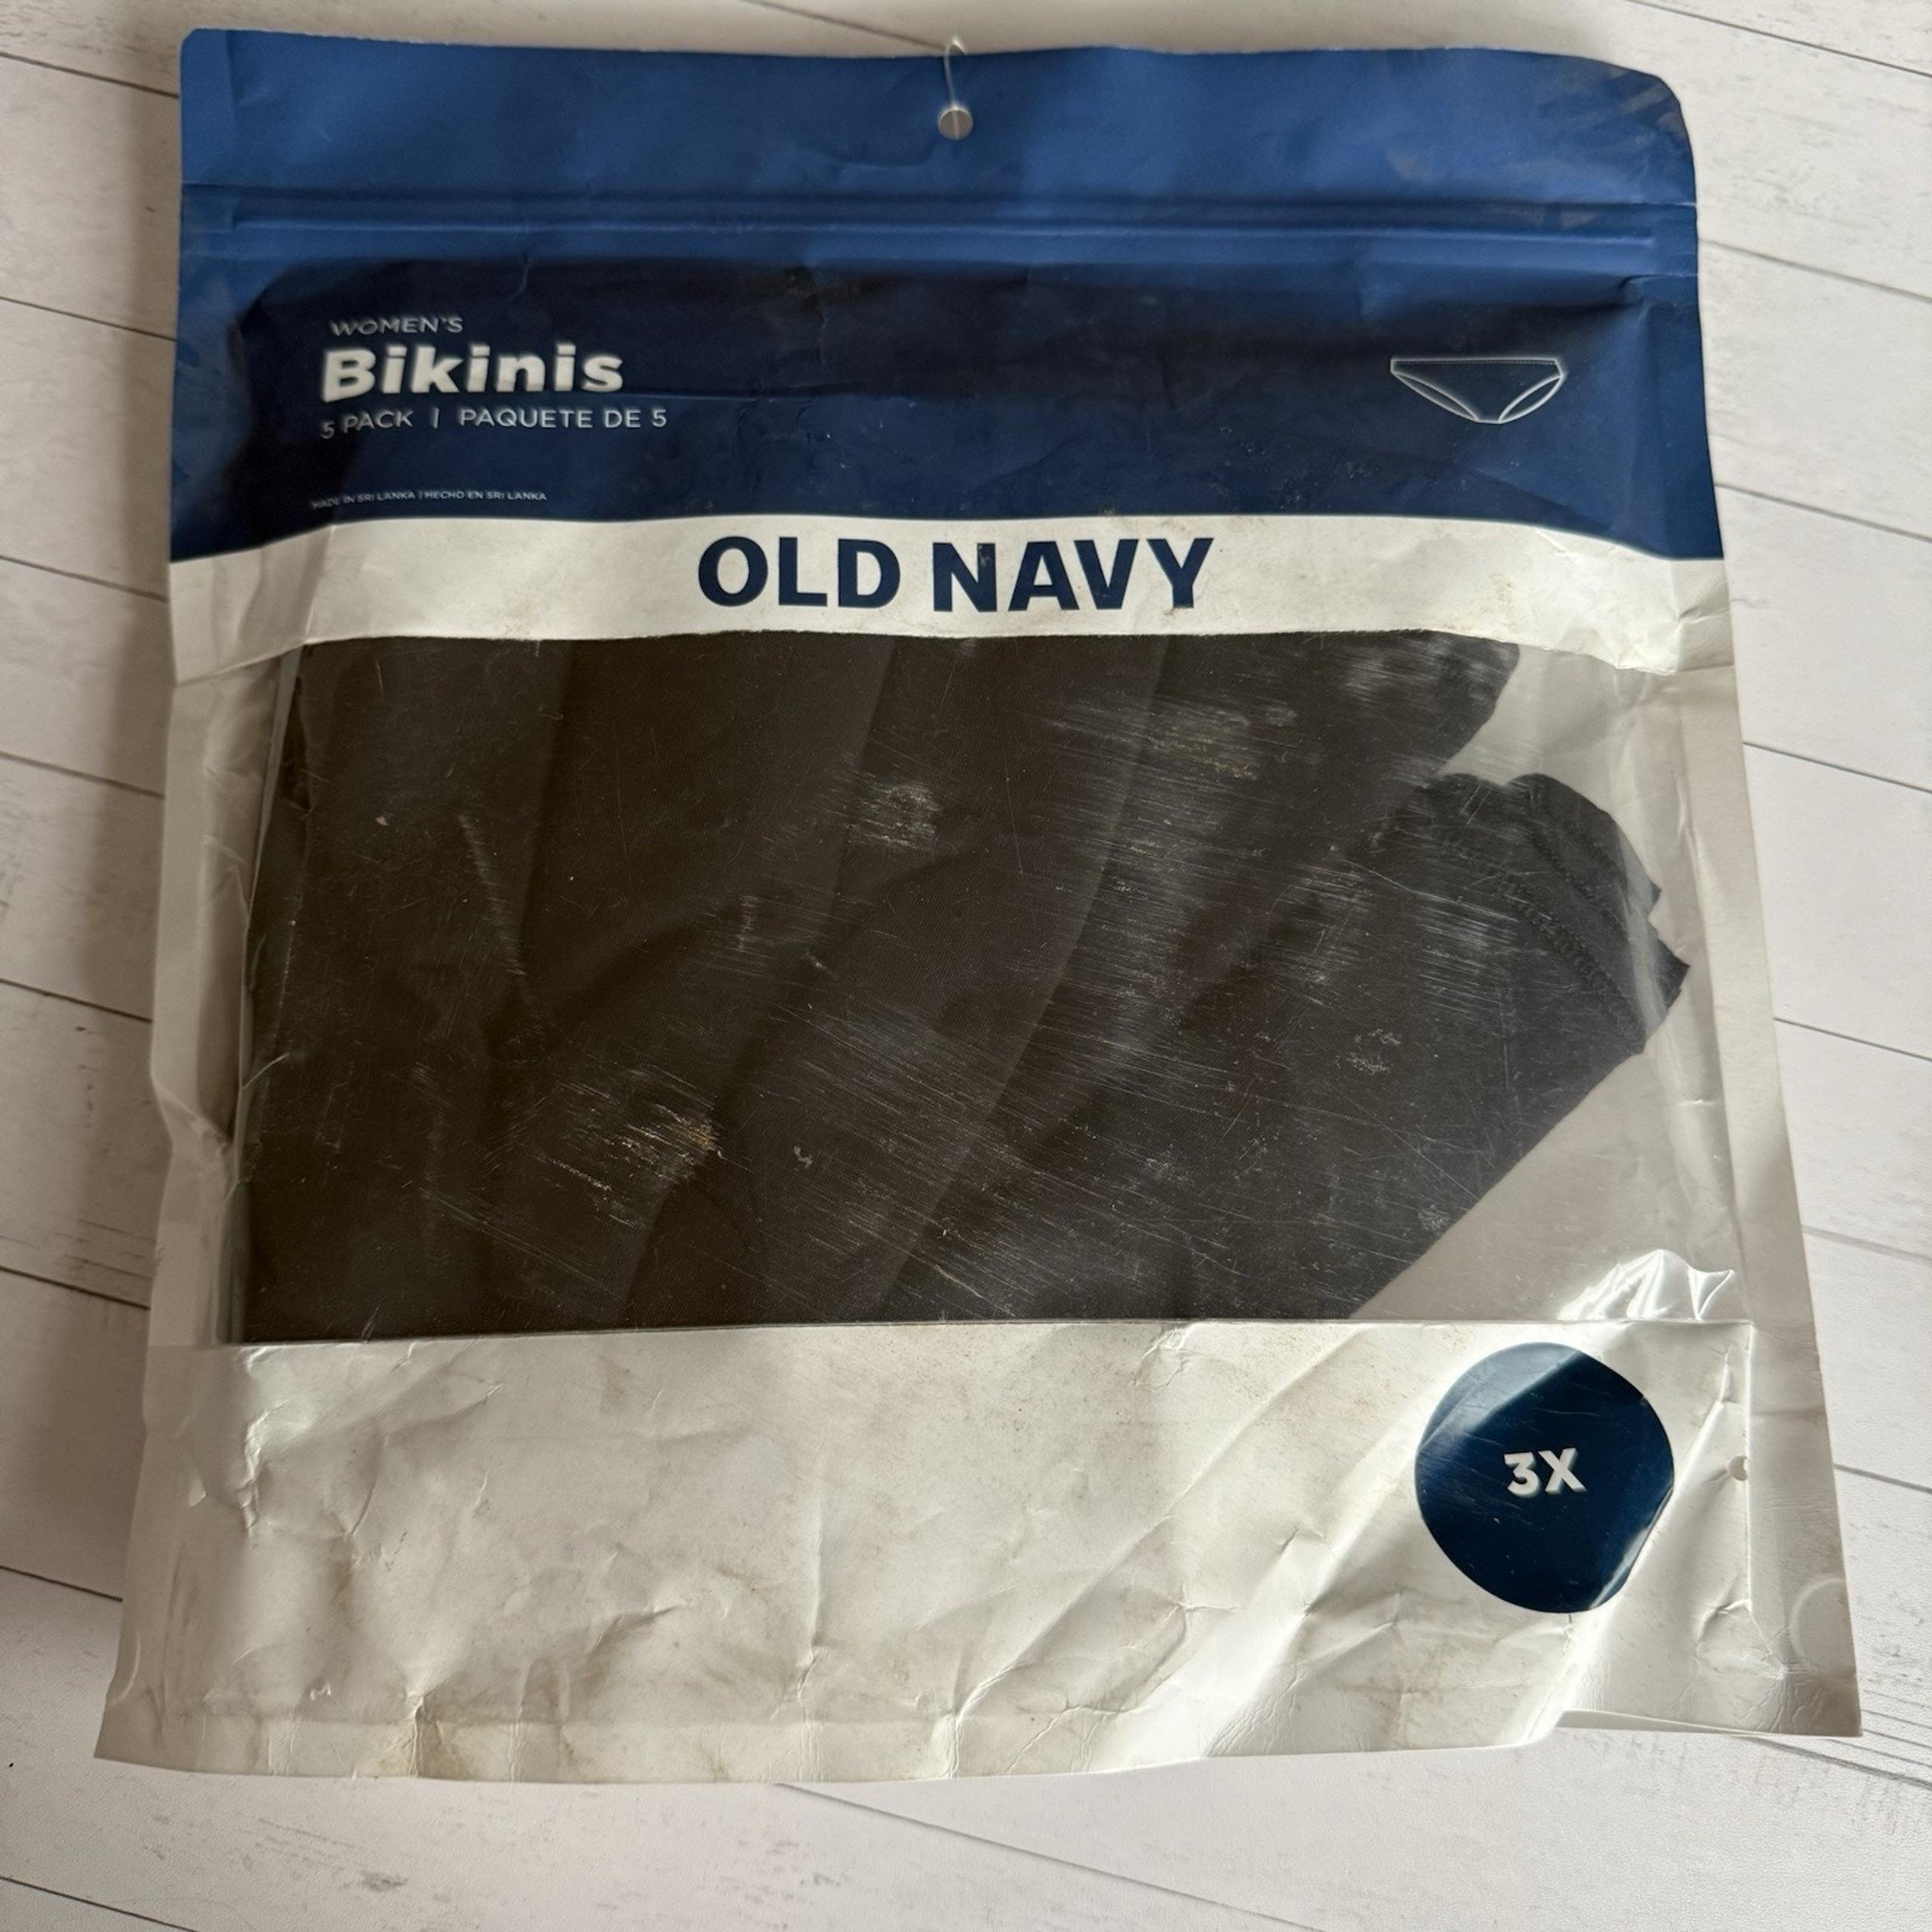 WOMEN'S
Bikinis
5 PACK | PAQUETE DE 5
MADE IN SRI LANKA | HECHO EN SRI LANKA
OLD NAVY
3X